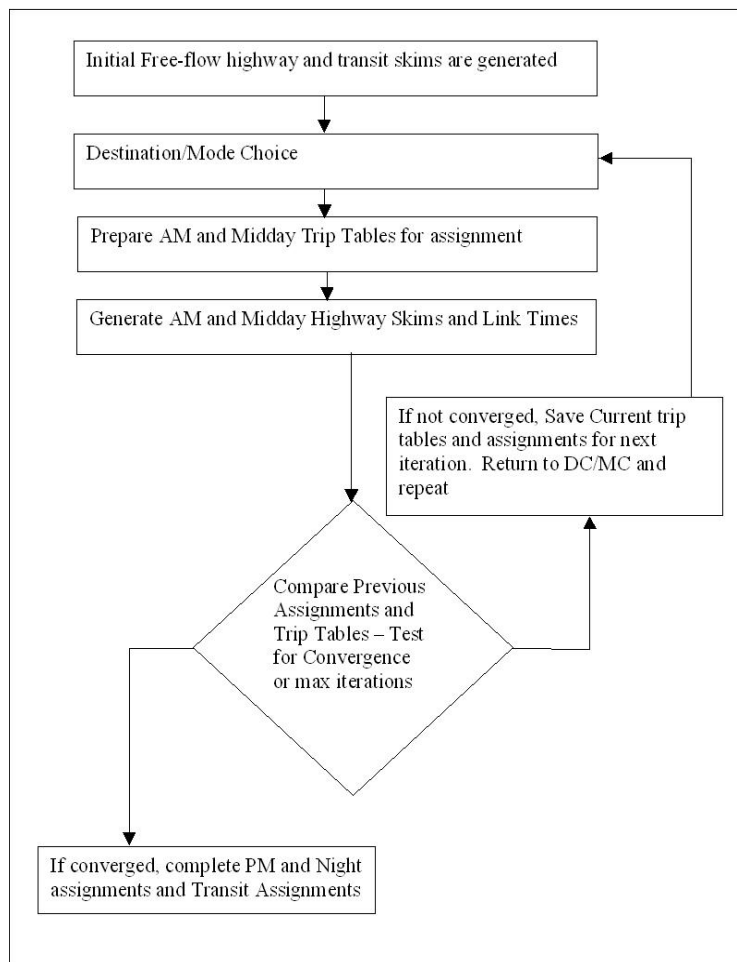 Initial Free-flow highway and transit skims are generated
Destination/Mode Choice
Prepare AM and Midday Trip Tables for assignment
Generate AM and Midday Highway Skims and Link Times
If not converged, Save Current trip
tables and assignments for next
iteration. Return to DC/MC and
repeat
Compare Previous
Assignments and
Trip Tables – Test
for Convergence
or max iterations
If converged, complete PM and Night
assignments and Transit Assignments